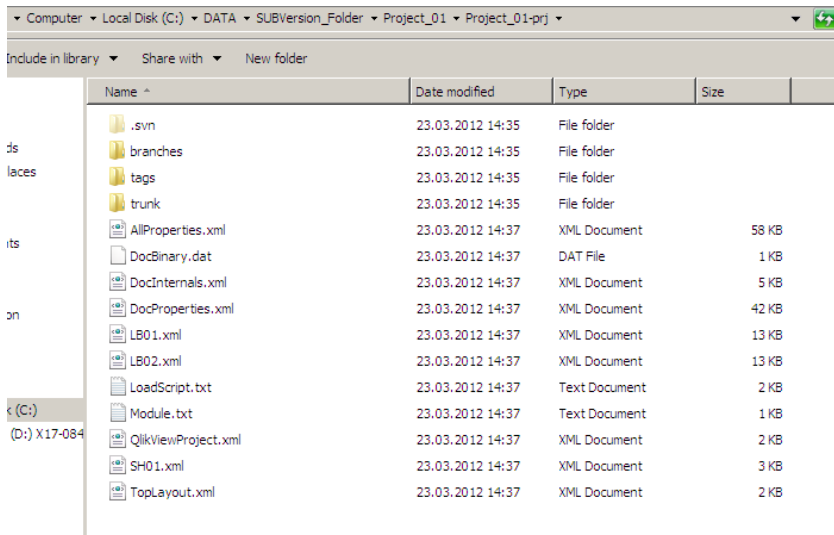 Computer Local Disk (C:) DATA SUBVersion_Folder Project_01 Project_01-prj
Include in library Share with New folder
Name Date modified Type Size
.svn 23.03.2012 14:35 File folder
ds branches 23.03.2012 14:35 File folder
laces tags 23.03.2012 14:35 File folder
trunk 23.03.2012 14:35 File folder
AllProperties.xml 23.03.2012 14:37 XML Document 58 KB
nts DocBinary.dat 23.03.2012 14:37 DAT File 1 KB
DocInternals.xml 23.03.2012 14:37 XML Document 5 KB
on DocProperties.xml 23.03.2012 14:37 XML Document 42 KB
LB01.xml 23.03.2012 14:37 XML Document 13 KB
LB02.xml 23.03.2012 14:37 XML Document 13 KB
LoadScript.txt 23.03.2012 14:37 Text Document 2 KB
k (C:) Module.txt 23.03.2012 14:37 Text Document 1 KB
(D:) X17-084 QlikViewProject.xml 23.03.2012 14:37 XML Document 2 KB
SH01.xml 23.03.2012 14:37 XML Document 3 KB
TopLayout.xml 23.03.2012 14:37 XML Document 2 KB